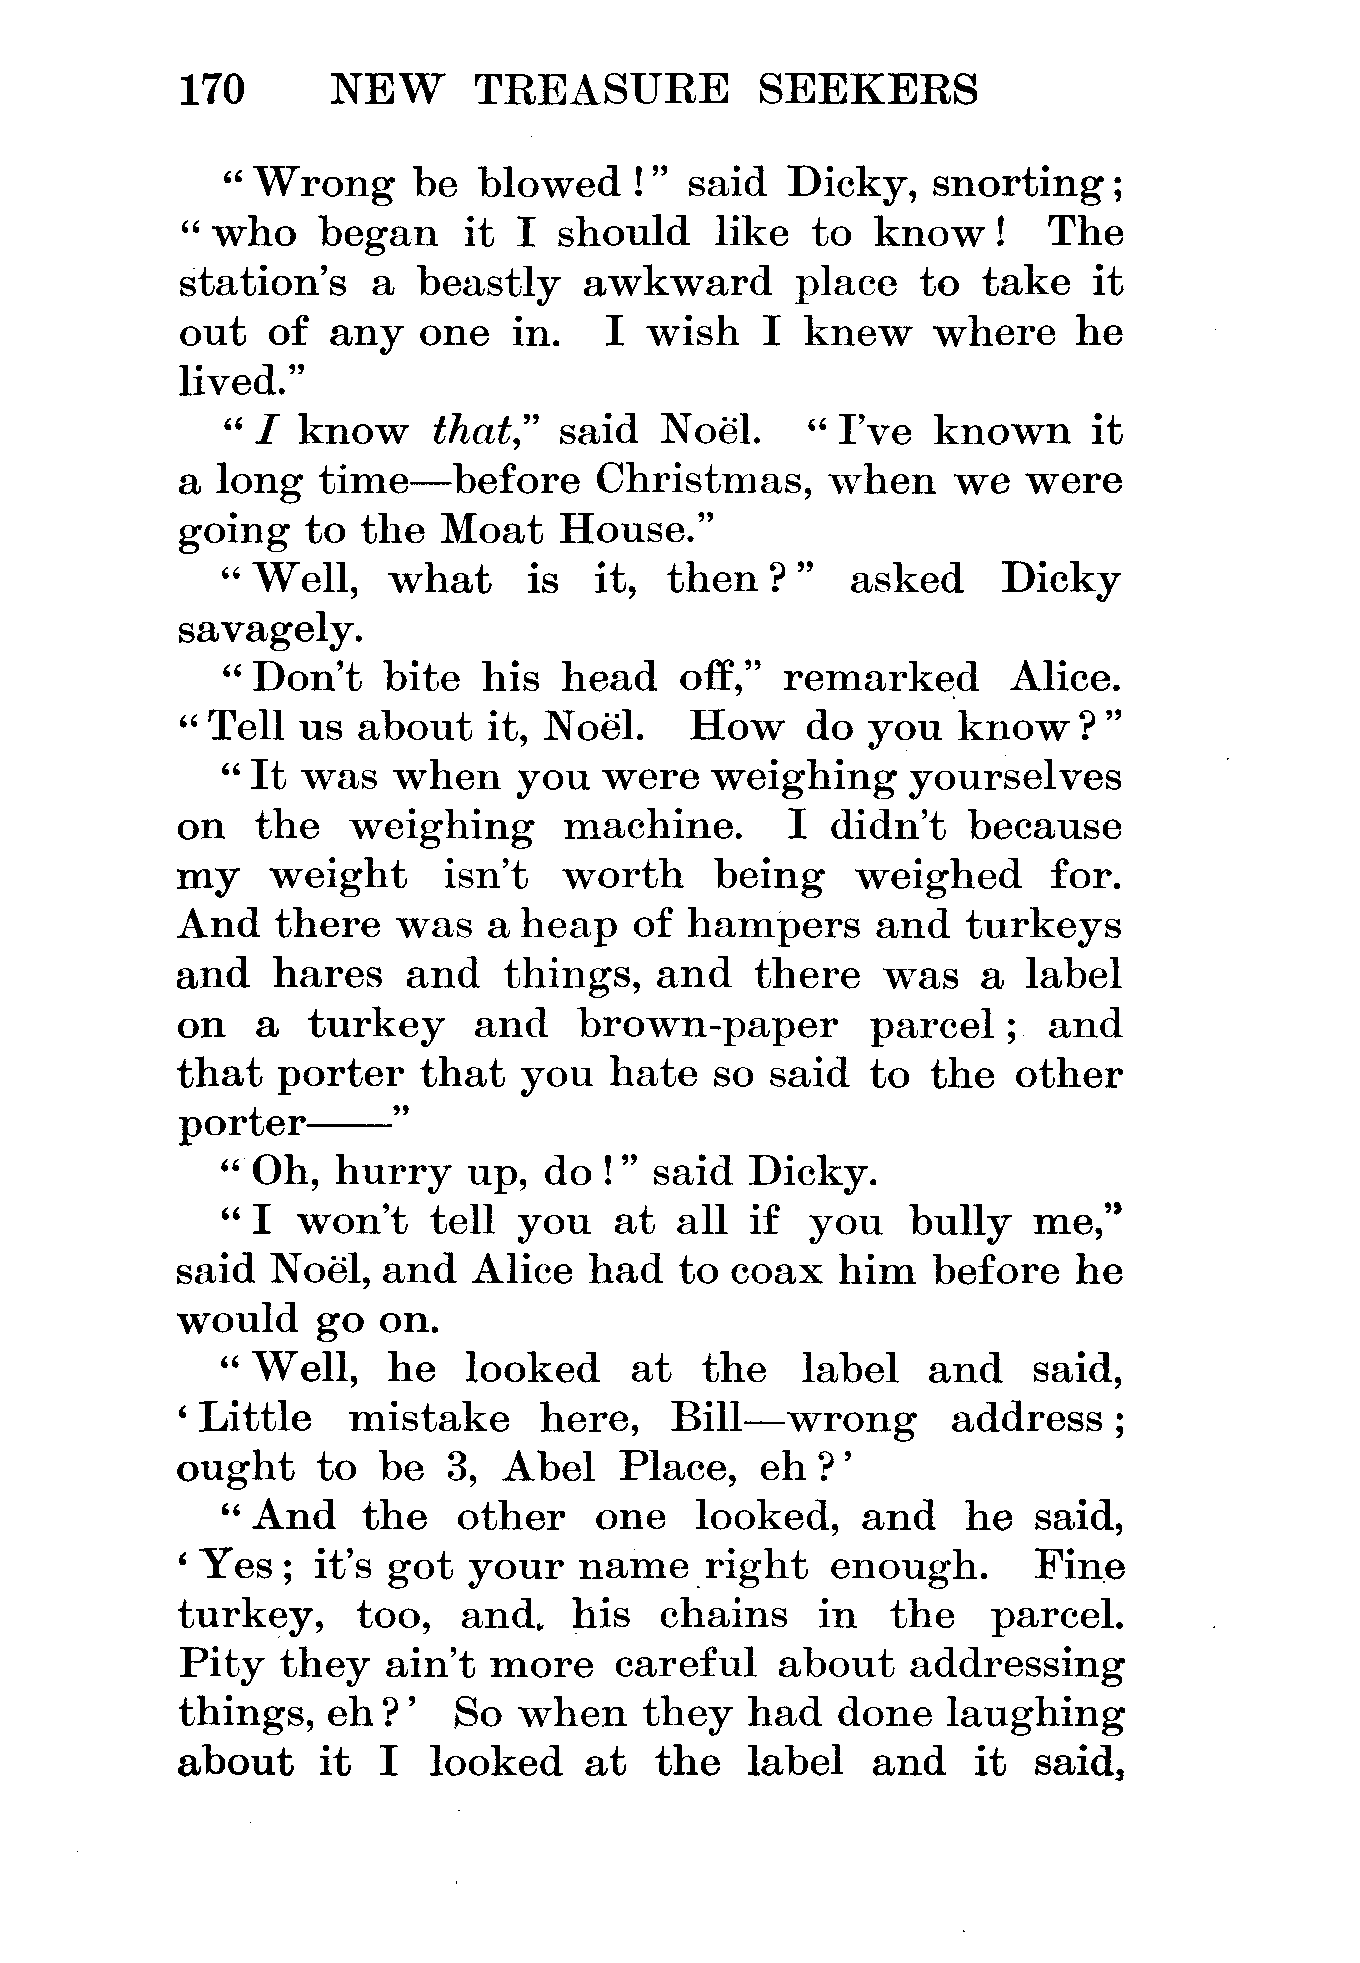 170 NEW TREASURE SEEKERS
“Wrong be blowed!” said Dicky, snorting;
“who began it I should like to know! The
station's a beastly awkward place to take it
out of any one in. I wish I knew where he
lived.”
“I know that,” said Noël. “I've known it
a long time—before Christmas, when we were
going to the Moat House.”
“Well, what is it, then?” asked Dicky
savagely.
“Don't bite his head off,” remarked Alice.
“Tell us about it, Noël. How do you know?”
“It was when you were weighing yourselves
on the weighing machine. I didn't because
my weight isn't worth being weighed for.
And there was a heap of hampers and turkeys
and hares and things, and there was a label
on a turkey and brown-paper parcel; and
that porter that you hate so said to the other
porter——”
“Oh, hurry up, do!” said Dicky.
“I won't tell you at all if you bully me,”
said Noël, and Alice had to coax him before he
would go on.
“Well, he looked at the label and said,
‘Little mistake here, Bill—wrong address;
ought to be 3, Abel Place, eh?’
“And the other one looked, and he said,
‘Yes; it's got your name right enough. Fine
turkey, too, and his chains in the parcel.
Pity they ain't more careful about addressing
things, eh?’ So when they had done laughing
about it I looked at the label and it said,